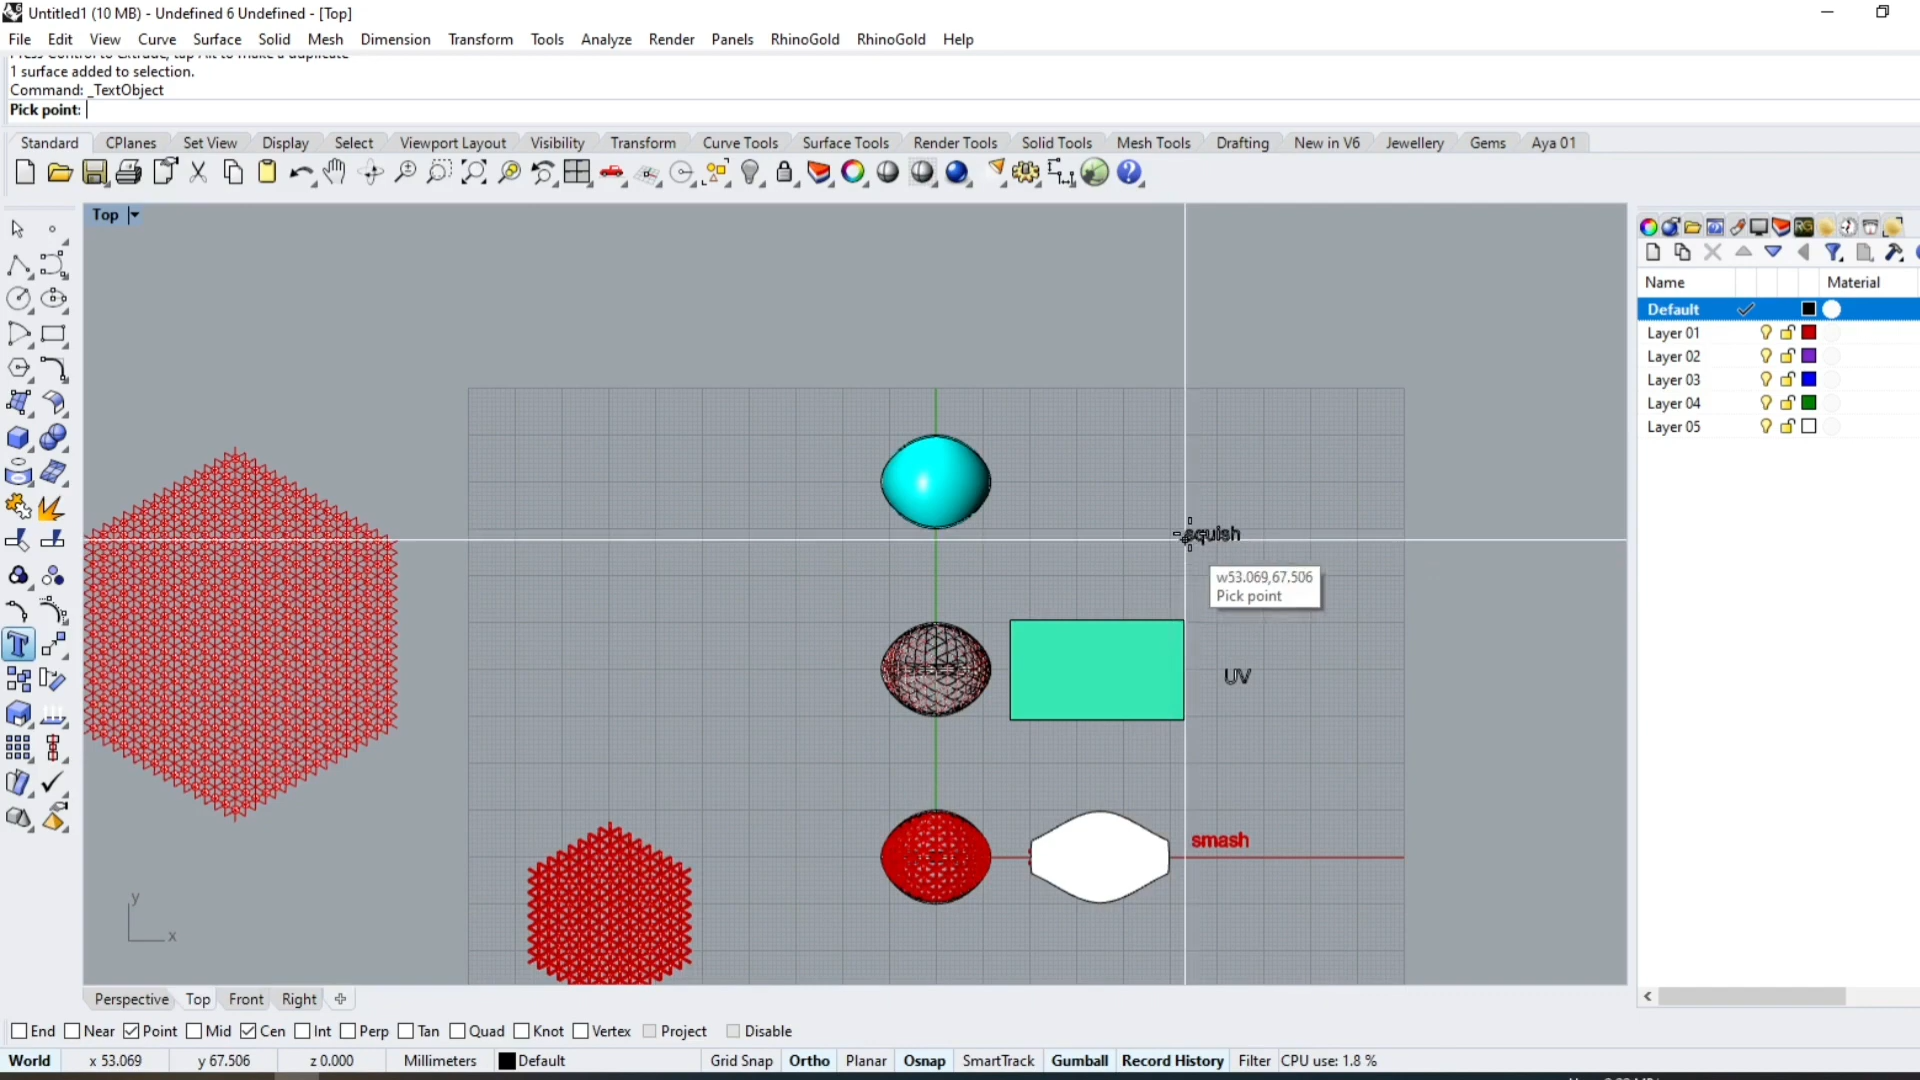 Untitled1 (10 MB) - Undefined 6 Undefined - [Top]
File Edit View Curve Surface Solid Mesh Dimension Transform Tools Analyze Render Panels RhinoGold RhinoGold Help
1 surface added to selection.
Command: _TextObject
Pick point:
Standard CPlanes Set View Display Select Viewport Layout Visibility Transform Curve Tools Surface Tools Render Tools Solid Tools Mesh Tools Drafting New in V6 Jewellery Gems Aya 01
Top
Name Material
Default
Layer 01
Layer 02
Layer 03
Layer 04
Layer 05
squish
w53.069,67.506
Pick point
UV
smash
y
x
Perspective Top Front Right
End Near Point Mid Cen Int Perp Tan Quad Knot Vertex Project Disable
World x 53.069 y 67.506 z 0.000 Millimeters Default Grid Snap Ortho Planar Osnap SmartTrack Gumball Record History Filter CPU use: 1.8 %